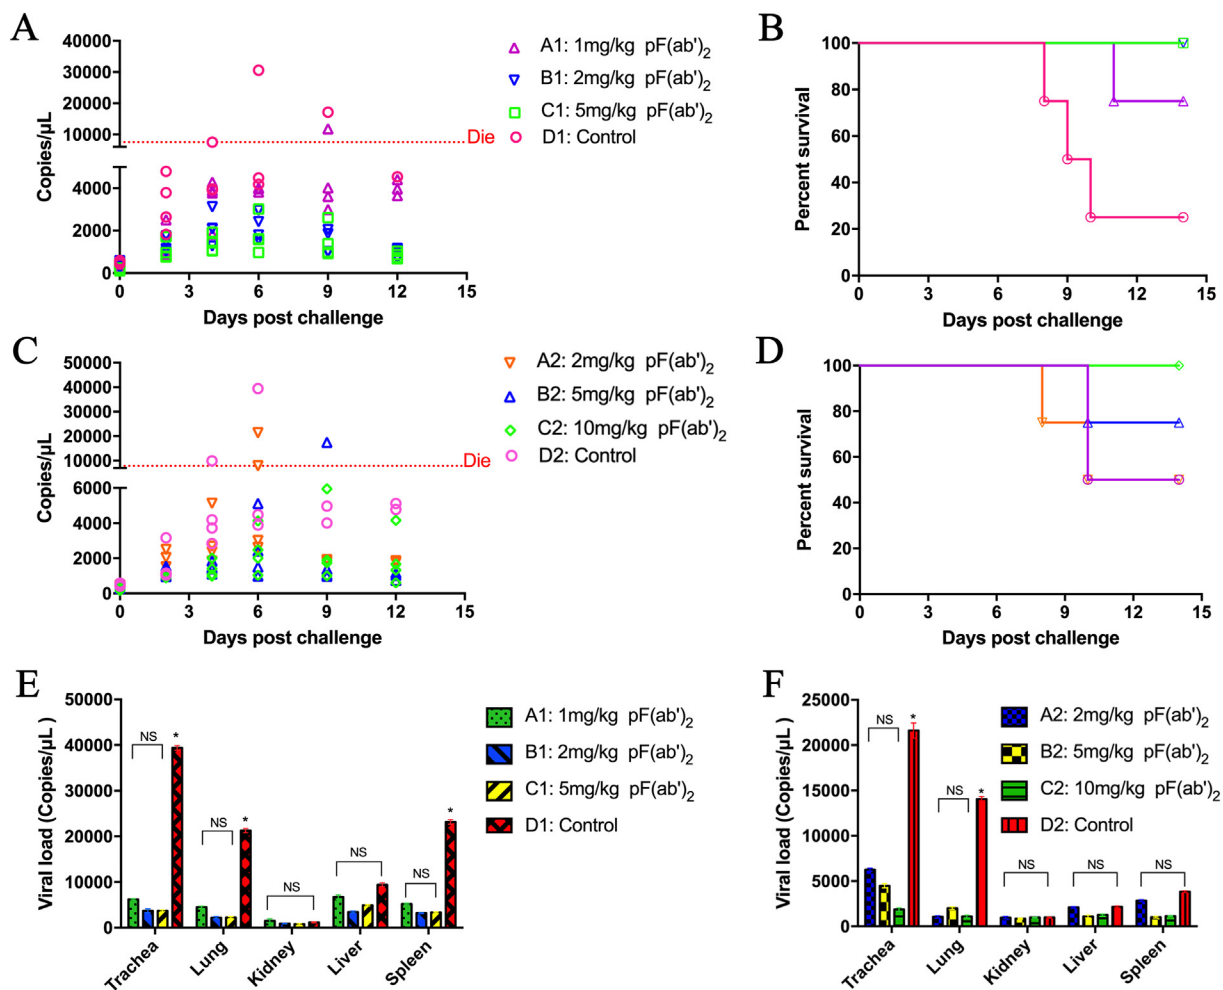 A
Copies/µL
40000
30000
20000
10000
4000
2000
0
0 3 6 9 12 15
Days post challenge
Die
A1: 1mg/kg pF(ab')2
B1: 2mg/kg pF(ab')2
C1: 5mg/kg pF(ab')2
D1: Control
B
Percent survival
100
80
60
40
20
0
0 3 6 9 12 15
Days post challenge
C
Copies/µL
50000
40000
30000
20000
10000
6000
4000
2000
0
0 3 6 9 12 15
Days post challenge
Die
A2: 2mg/kg pF(ab')2
B2: 5mg/kg pF(ab')2
C2: 10mg/kg pF(ab')2
D2: Control
D
Percent survival
100
80
60
40
20
0
0 3 6 9 12 15
Days post challenge
E
Viral load (Copies/µL )
50000
40000
30000
20000
10000
0
NS *
NS *
NS
NS
NS *
Trachea
Lung
Kidney
Liver
Spleen
A1: 1mg/kg pF(ab')2
B1: 2mg/kg pF(ab')2
C1: 5mg/kg pF(ab')2
D1: Control
F
Viral load (Copies/µL )
25000
20000
15000
10000
5000
0
NS *
NS *
NS
NS
NS
Trachea
Lung
Kidney
Liver
Spleen
A2: 2mg/kg pF(ab')2
B2: 5mg/kg pF(ab')2
C2: 10mg/kg pF(ab')2
D2: Control